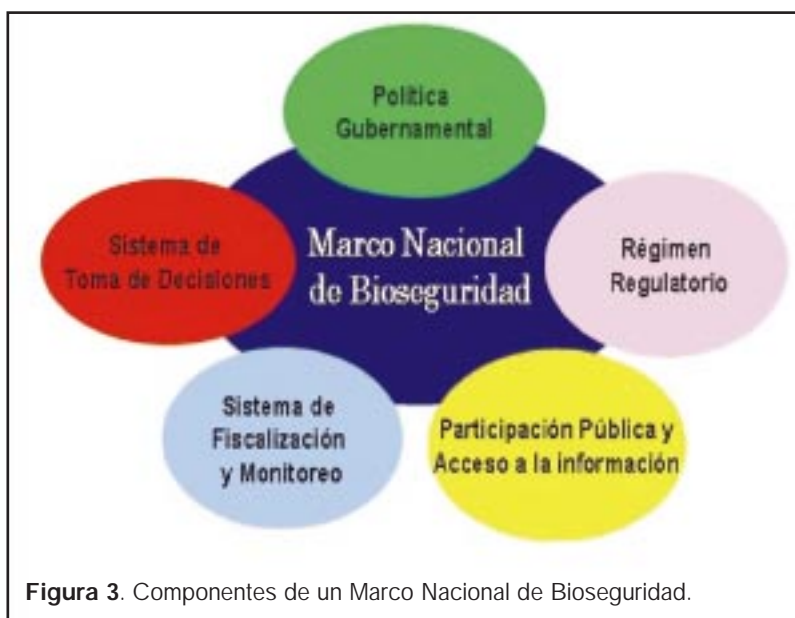 Política
Gubernamental
Sistema de
Toma de Decisiones
Marco Nacional
de Bioseguridad
Régimen
Regulatorio
Sistema de
Fiscalización
y Monitoreo
Participación Pública y
Acceso a la información
Figura 3. Componentes de un Marco Nacional de Bioseguridad.